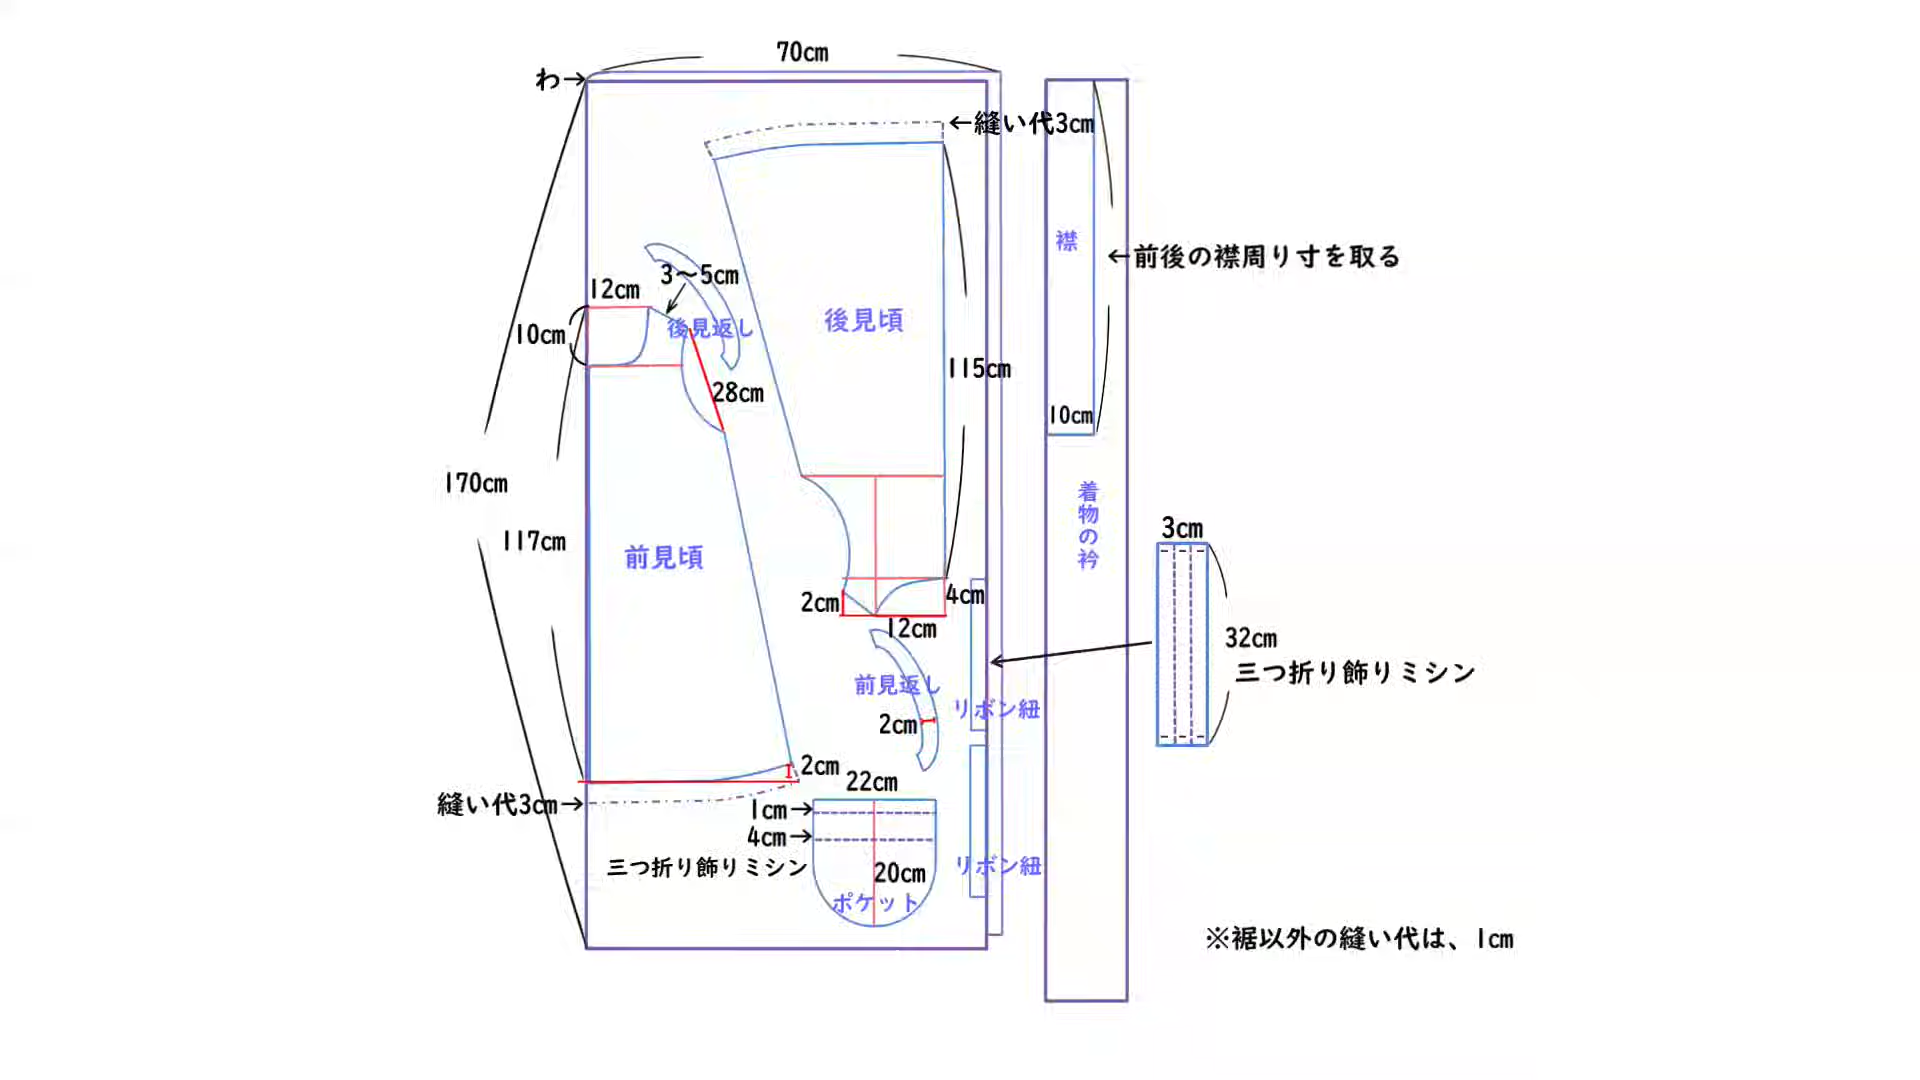 70cm
わ→
←縫い代3cm
襟
←前後の襟周り寸を取る
3～5cm
12cm
後見返し
後見頃
10cm
115cm
28cm
10cm
170cm
着物の衿
117cm
前見頃
3cm
2cm
4cm
12cm
32cm
三つ折り飾りミシン
前見返し
リボン紐
2cm
2cm
22cm
縫い代3cm→
1cm→
4cm→
三つ折り飾りミシン
20cm
リボン紐
ポケット
※裾以外の縫い代は、1cm